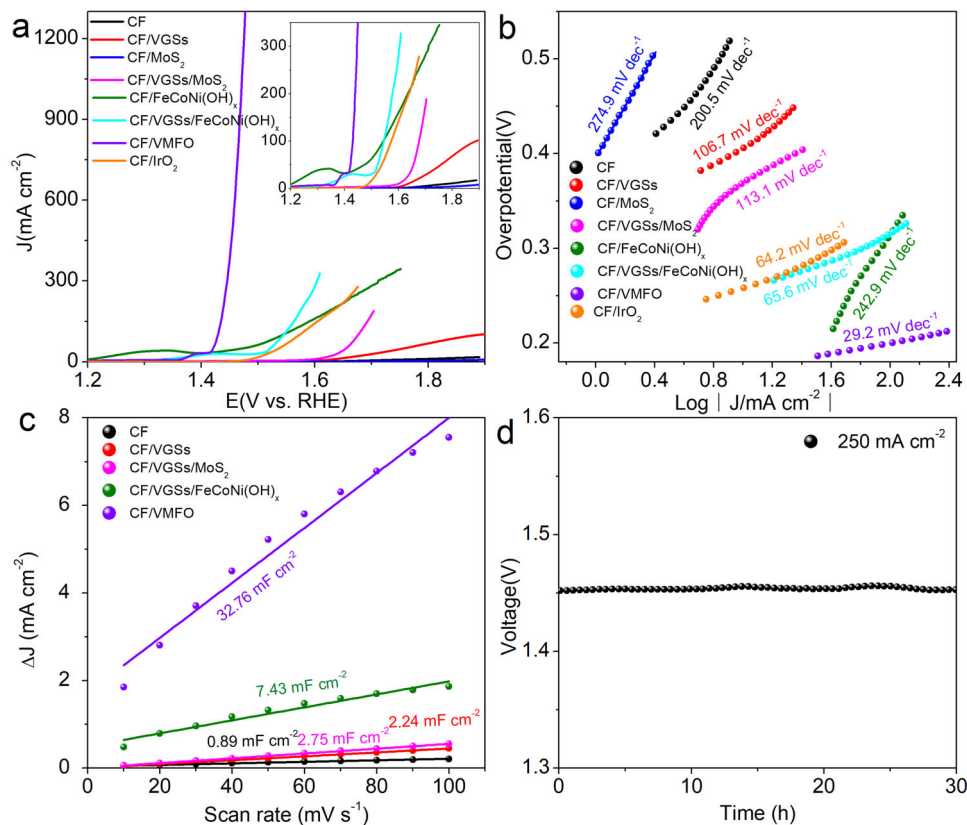 a
1200
900
600
300
0
J(mA cm⁻²)
1.2 1.4 1.6 1.8
E(V vs. RHE)
CF
CF/VGSs
CF/MoS₂
CF/VGSs/MoS₂
CF/FeCoNi(OH)ₓ
CF/VGSs/FeCoNi(OH)ₓ
CF/VMFO
CF/IrO₂
350
300
250
200
150
100
50
0
1.2 1.4 1.6 1.8
b
0.5
0.4
0.3
0.2
Overpotential(V)
0.0 0.4 0.8 1.2 1.6 2.0 2.4
Log | J/mA cm⁻² |
274.9 mV dec⁻¹
200.5 mV dec⁻¹
106.7 mV dec⁻¹
113.1 mV dec⁻¹
64.2 mV dec⁻¹
65.6 mV dec⁻¹
242.9 mV dec⁻¹
29.2 mV dec⁻¹
CF
CF/VGSs
CF/MoS₂
CF/VGSs/MoS₂
CF/FeCoNi(OH)ₓ
CF/VGSs/FeCoNi(OH)ₓ
CF/VMFO
CF/IrO₂
c
8
6
4
2
0
ΔJ (mA cm⁻²)
0 20 40 60 80 100
Scan rate (mV s⁻¹)
CF
CF/VGSs
CF/VGSs/MoS₂
CF/VGSs/FeCoNi(OH)ₓ
CF/VMFO
32.76 mF cm⁻²
7.43 mF cm⁻²
2.24 mF cm⁻²
0.89 mF cm⁻²
2.75 mF cm⁻²
d
1.6
1.5
1.4
1.3
Voltage(V)
0 10 20 30
Time (h)
250 mA cm⁻²